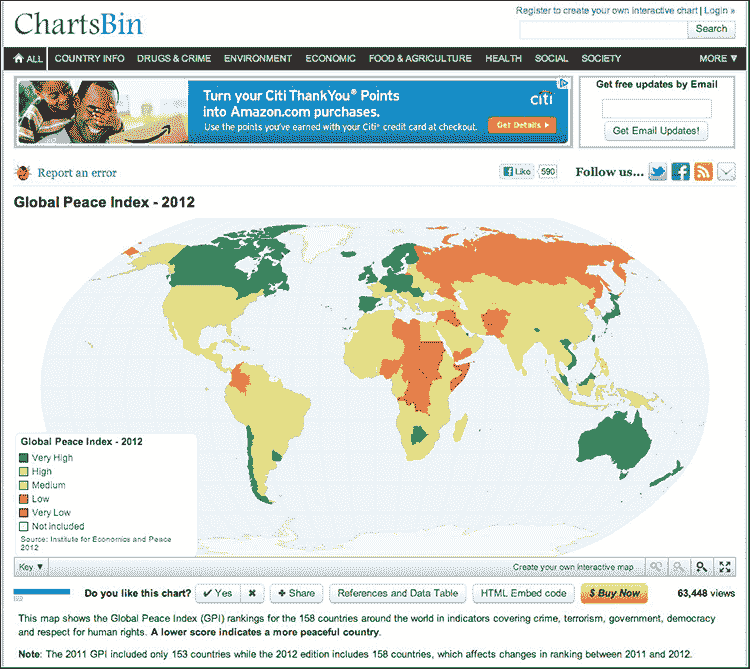 ChartsBin
Register to create your own interactive chart | Login »
Search
ALL COUNTRY INFO DRUGS & CRIME ENVIRONMENT ECONOMIC FOOD & AGRICULTURE HEALTH SOCIAL SOCIETY MORE ▼
Turn your Citi ThankYou® Points
into Amazon.com purchases.
Use the points you've earned with your Citi® credit card at checkout.
citi
Get Details
Get free updates by Email
Get Email Updates!
Report an error
Like 590
Follow us...
Global Peace Index - 2012
Global Peace Index - 2012
Very High
High
Medium
Low
Very Low
Not included
Source: Institute for Economics and Peace
2012
Key ▼
Create your own interactive map
Do you like this chart? ✔ Yes ✖ Share References and Data Table HTML Embed code $ Buy Now 63,448 views
This map shows the Global Peace Index (GPI) rankings for the 158 countries around the world in indicators covering crime, terrorism, government, democracy
and respect for human rights. A lower score indicates a more peaceful country.
Note: The 2011 GPI included only 153 countries while the 2012 edition includes 158 countries, which affects changes in ranking between 2011 and 2012.